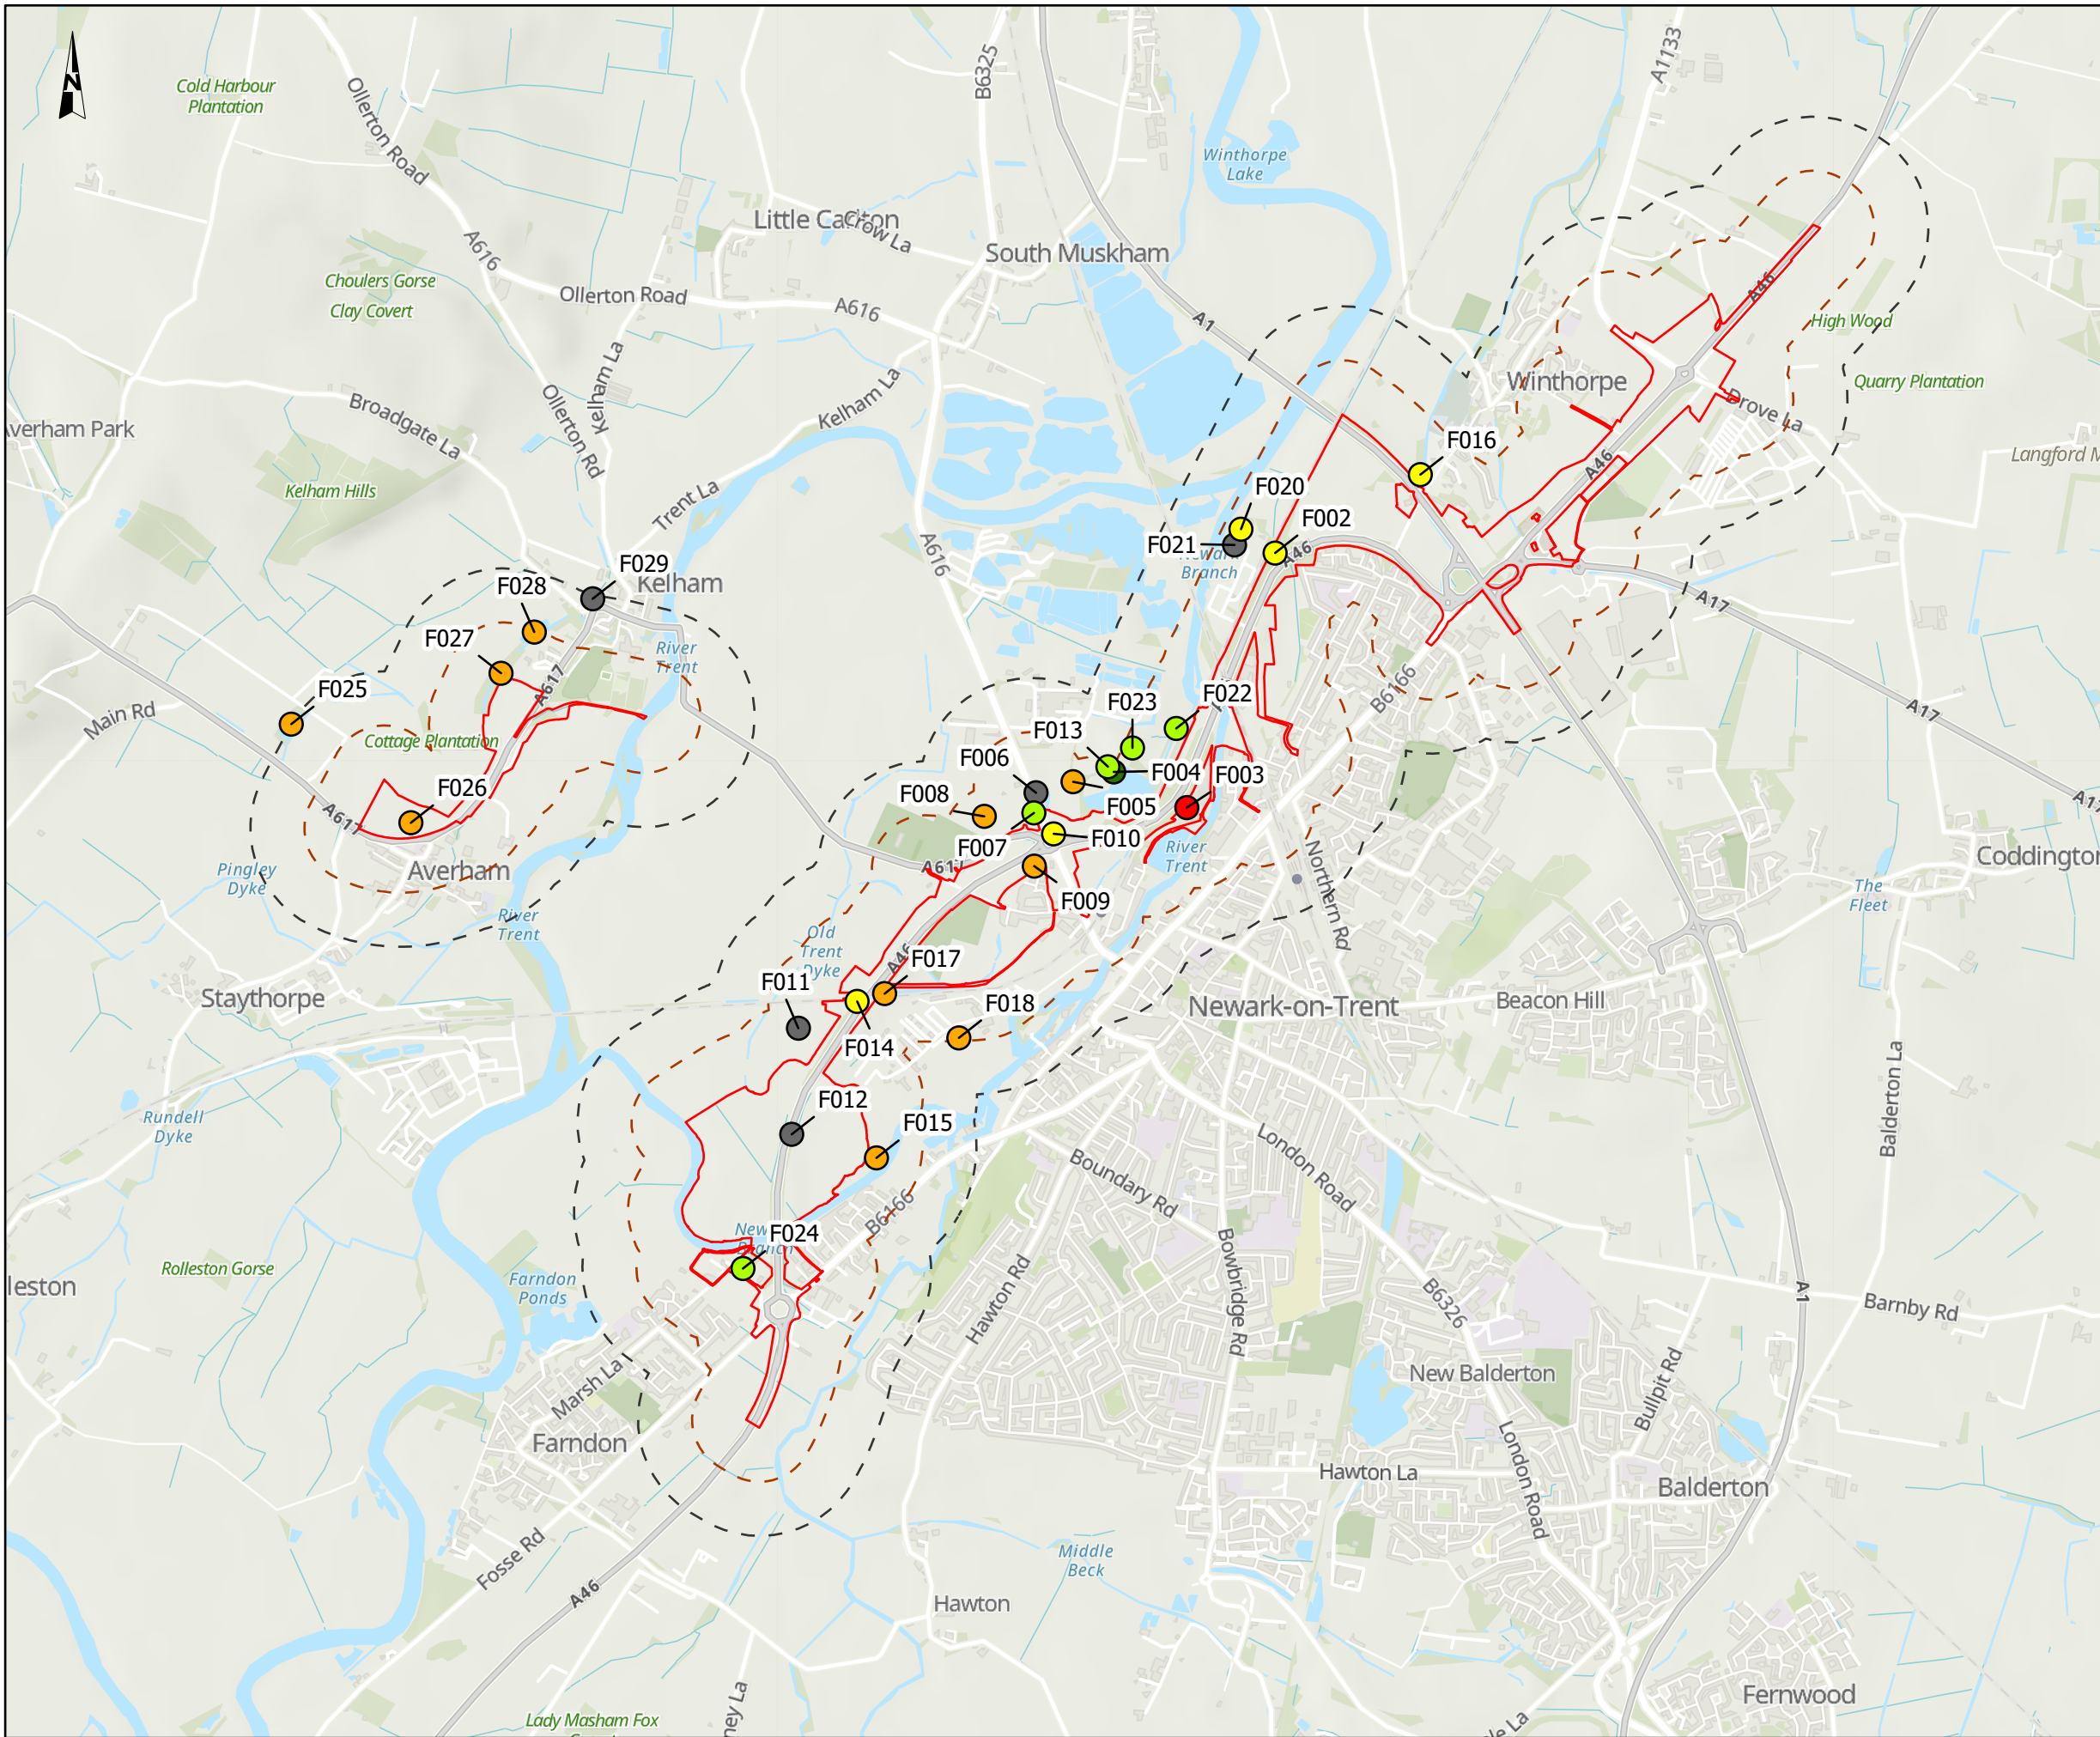 N
Cold Harbour
Plantation
Ollerton Road
B6325
A1133
Winthorpe
Lake
Little Carlton
Crow La
South Muskham
A616
Choulers Gorse
Clay Covert
Ollerton Road
A616
A1
A46
High Wood
Winthorpe
Quarry Plantation
Kelham La
Ollerton Rd
Kelham La
Broadgate La
Drove La
Averham Park
F016
Langford
A46
Kelham Hills
Trent La
F020
F002
A616
F021
Newark
Branch
A46
F029
Kelham
F028
A17
F027
River
Trent
F025
A617
B6166
F022
Main Rd
F023
A17
Cottage Plantation
F013
F006
F004
F003
F026
F008
F005
A17
A617
F007
F010
River
Trent
Averham
Pingley
Dyke
A617
Northern Rd
Coddington
F009
The
Fleet
River
Trent
Old
Trent
Dyke
A46
F017
F011
Staythorpe
F018
Newark-on-Trent
Beacon Hill
F014
Balderton La
F012
Rundell
Dyke
F015
London Road
Boundary Rd
B6166
F024
Rolleston Gorse
Farndon
Ponds
Bowbridge Rd
Hawton Rd
B6326
A1
Barnby Rd
Marsh La
New Balderton
Bullpit Rd
Farndon
London Road
Hawton La
Balderton
Fosse Rd
Middle
Beck
A46
Hawton
Fernwood
Lady Masham Fox